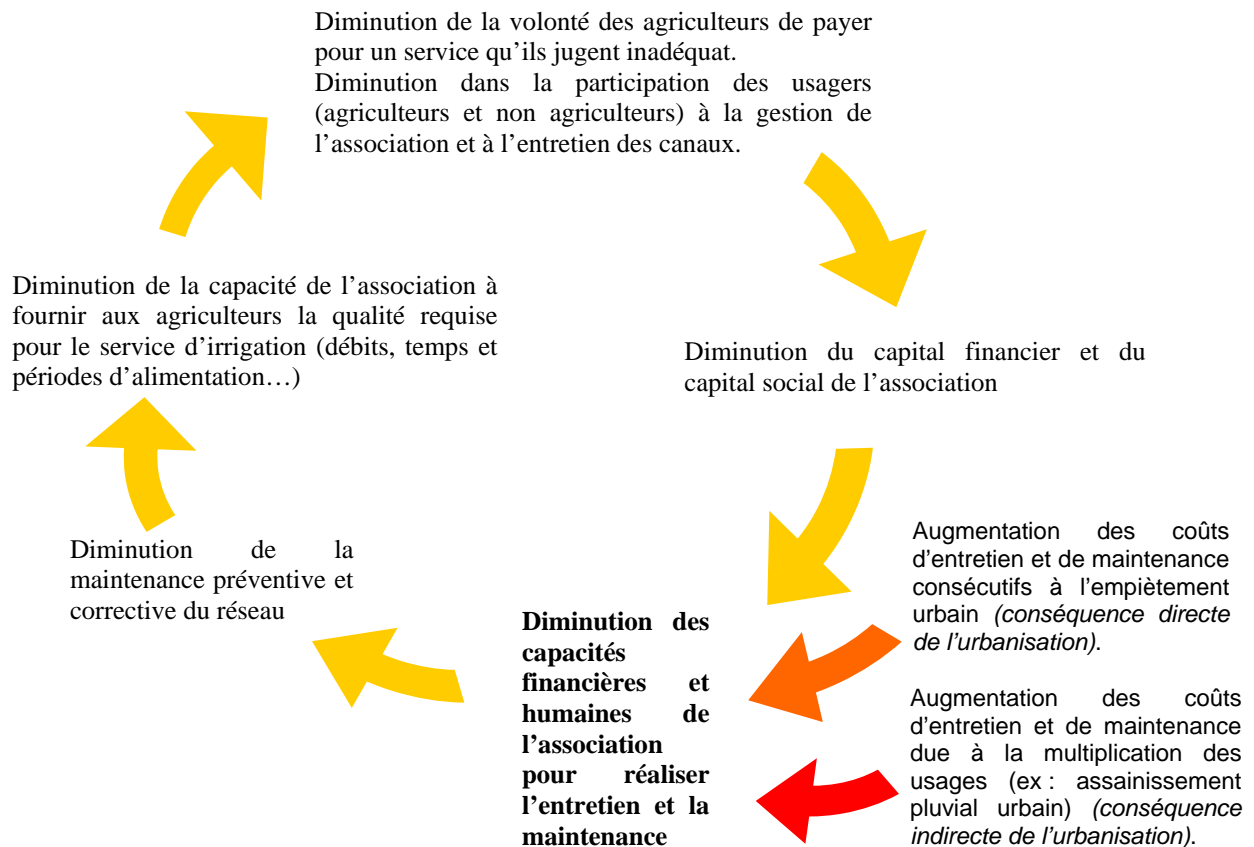 Diminution de la volonté des agriculteurs de payer
pour un service qu’ils jugent inadéquat.
Diminution dans la participation des usagers
(agriculteurs et non agriculteurs) à la gestion de
l’association et à l’entretien des canaux.
Diminution de la capacité de l’association à
fournir aux agriculteurs la qualité requise
pour le service d’irrigation (débits, temps et
périodes d’alimentation…)
Diminution du capital financier et du
capital social de l’association
Diminution de la
maintenance préventive et
corrective du réseau
Diminution des
capacités
financières et
humaines de
l’association
pour réaliser
l’entretien et la
maintenance
Augmentation des coûts
d’entretien et de maintenance
consécutifs à l’empiètement
urbain (conséquence directe
de l’urbanisation).
Augmentation des coûts
d’entretien et de maintenance
due à la multiplication des
usages (ex : assainissement
pluvial urbain) (conséquence
indirecte de l’urbanisation).